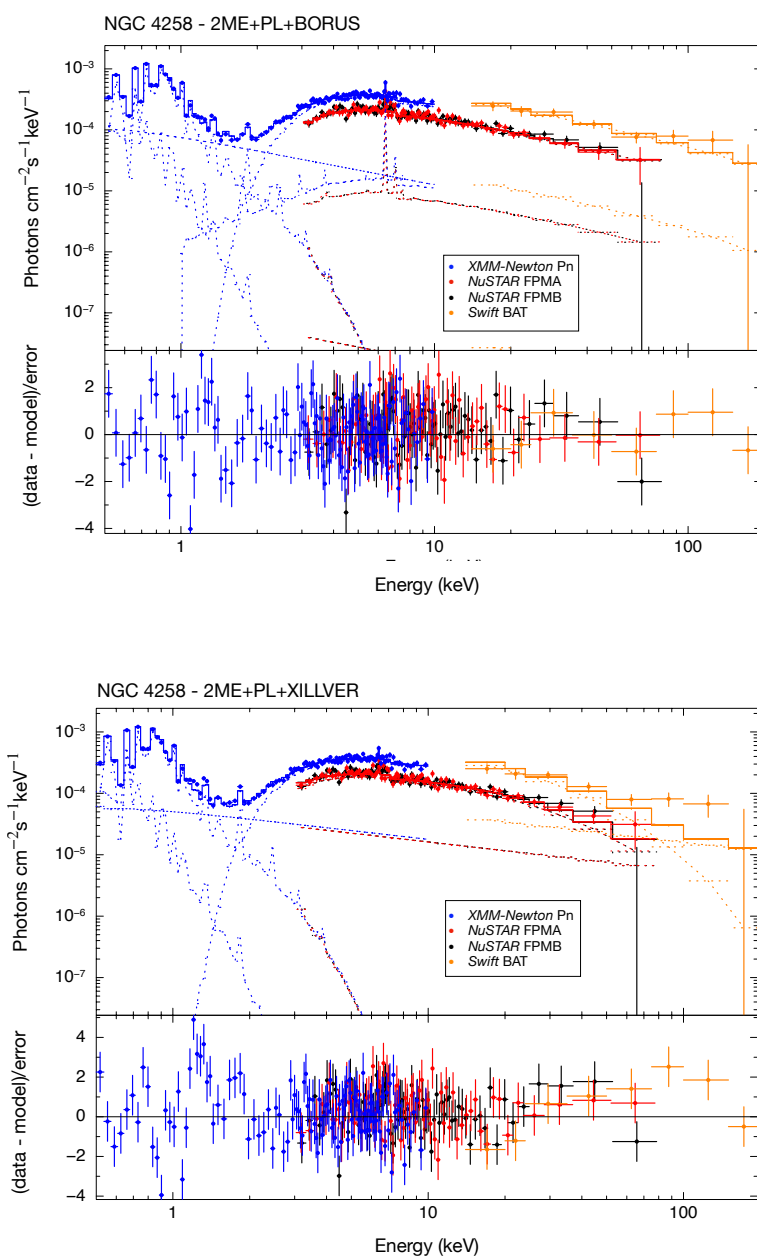 NGC 4258 - 2ME+PL+BORUS
10⁻³
10⁻⁴
10⁻⁵
10⁻⁶
10⁻⁷
Photons cm⁻²s⁻¹keV⁻¹
XMM-Newton Pn
NuSTAR FPMA
NuSTAR FPMB
Swift BAT
2
0
−2
−4
(data - model)/error
1
10
100
Energy (keV)
NGC 4258 - 2ME+PL+XILLVER
10⁻³
10⁻⁴
10⁻⁵
10⁻⁶
10⁻⁷
Photons cm⁻²s⁻¹keV⁻¹
XMM-Newton Pn
NuSTAR FPMA
NuSTAR FPMB
Swift BAT
4
2
0
−2
−4
(data - model)/error
1
10
100
Energy (keV)